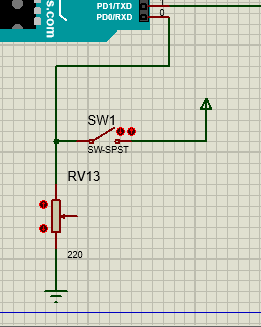 s.com
PD1/TXD 1
PD0/RXD 0
SW1
SW-SPST
RV13
220